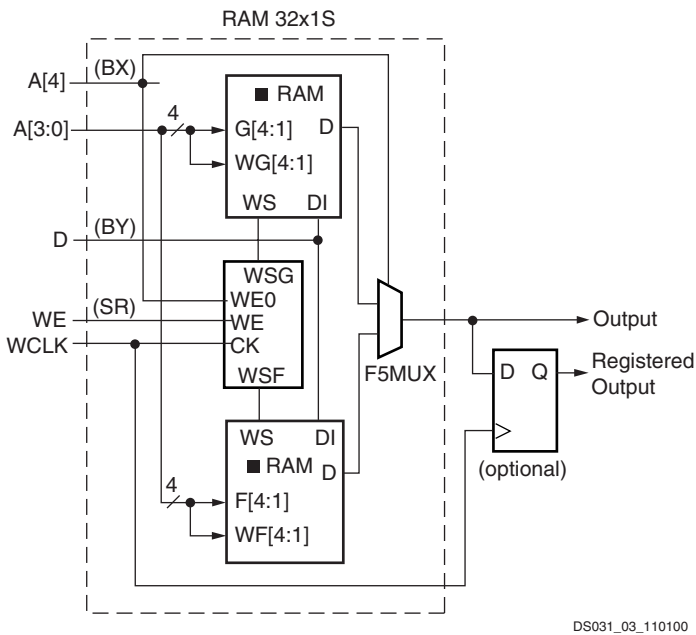 RAM 32x1S
A[4]
(BX)
RAM
A[3:0]
4
G[4:1]
D
WG[4:1]
WS
DI
D
(BY)
WSG
WE0
WE
(SR)
WE
WCLK
CK
WSF
F5MUX
Output
D
Q
Registered
Output
(optional)
WS
DI
RAM
D
4
F[4:1]
WF[4:1]
DS031_03_110100